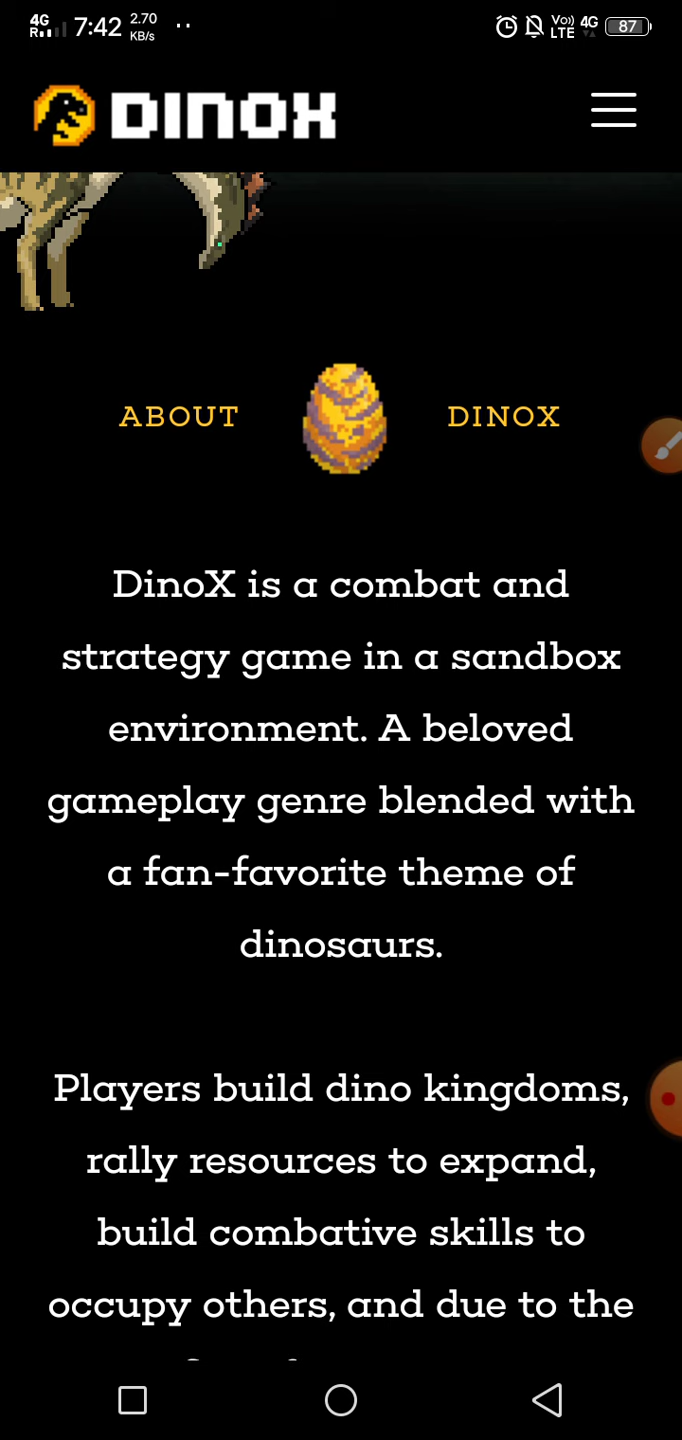 4G R 7:42 2.70 KB/s Vo)) LTE 4G 87
DINOX
ABOUT DINOX
DinoX is a combat and
strategy game in a sandbox
environment. A beloved
gameplay genre blended with
a fan-favorite theme of
dinosaurs.
Players build dino kingdoms,
rally resources to expand,
build combative skills to
occupy others, and due to the